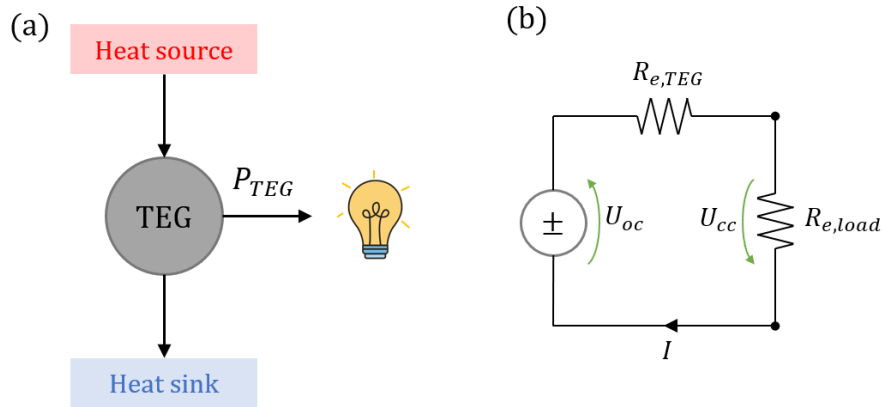 (a)
Heat source
TEG
P_{TEG}
Heat sink
(b)
R_{e,TEG}
±
U_{oc}
U_{cc}
R_{e,load}
I